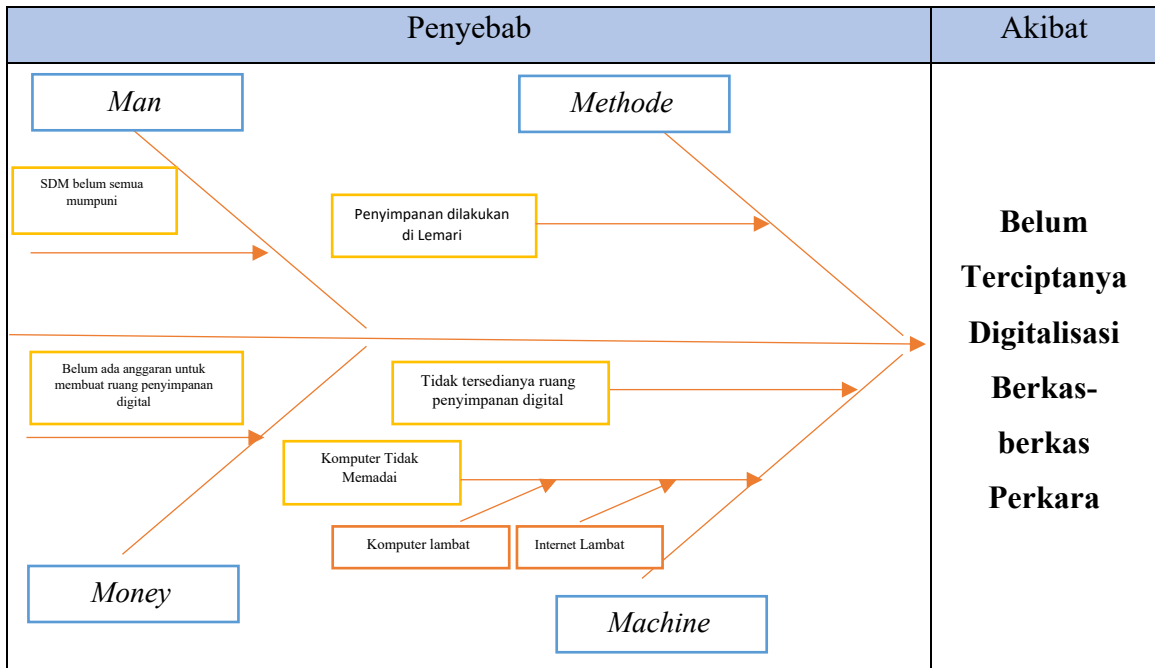 Penyebab
Akibat
Man
Methode
SDM belum semua
mumpuni
Penyimpanan dilakukan
di Lemari
Belum ada anggaran untuk
membuat ruang penyimpanan
digital
Tidak tersedianya ruang
penyimpanan digital
Komputer Tidak
Memadai
Komputer lambat
Internet Lambat
Money
Machine
Belum
Terciptanya
Digitalisasi
Berkas-
berkas
Perkara